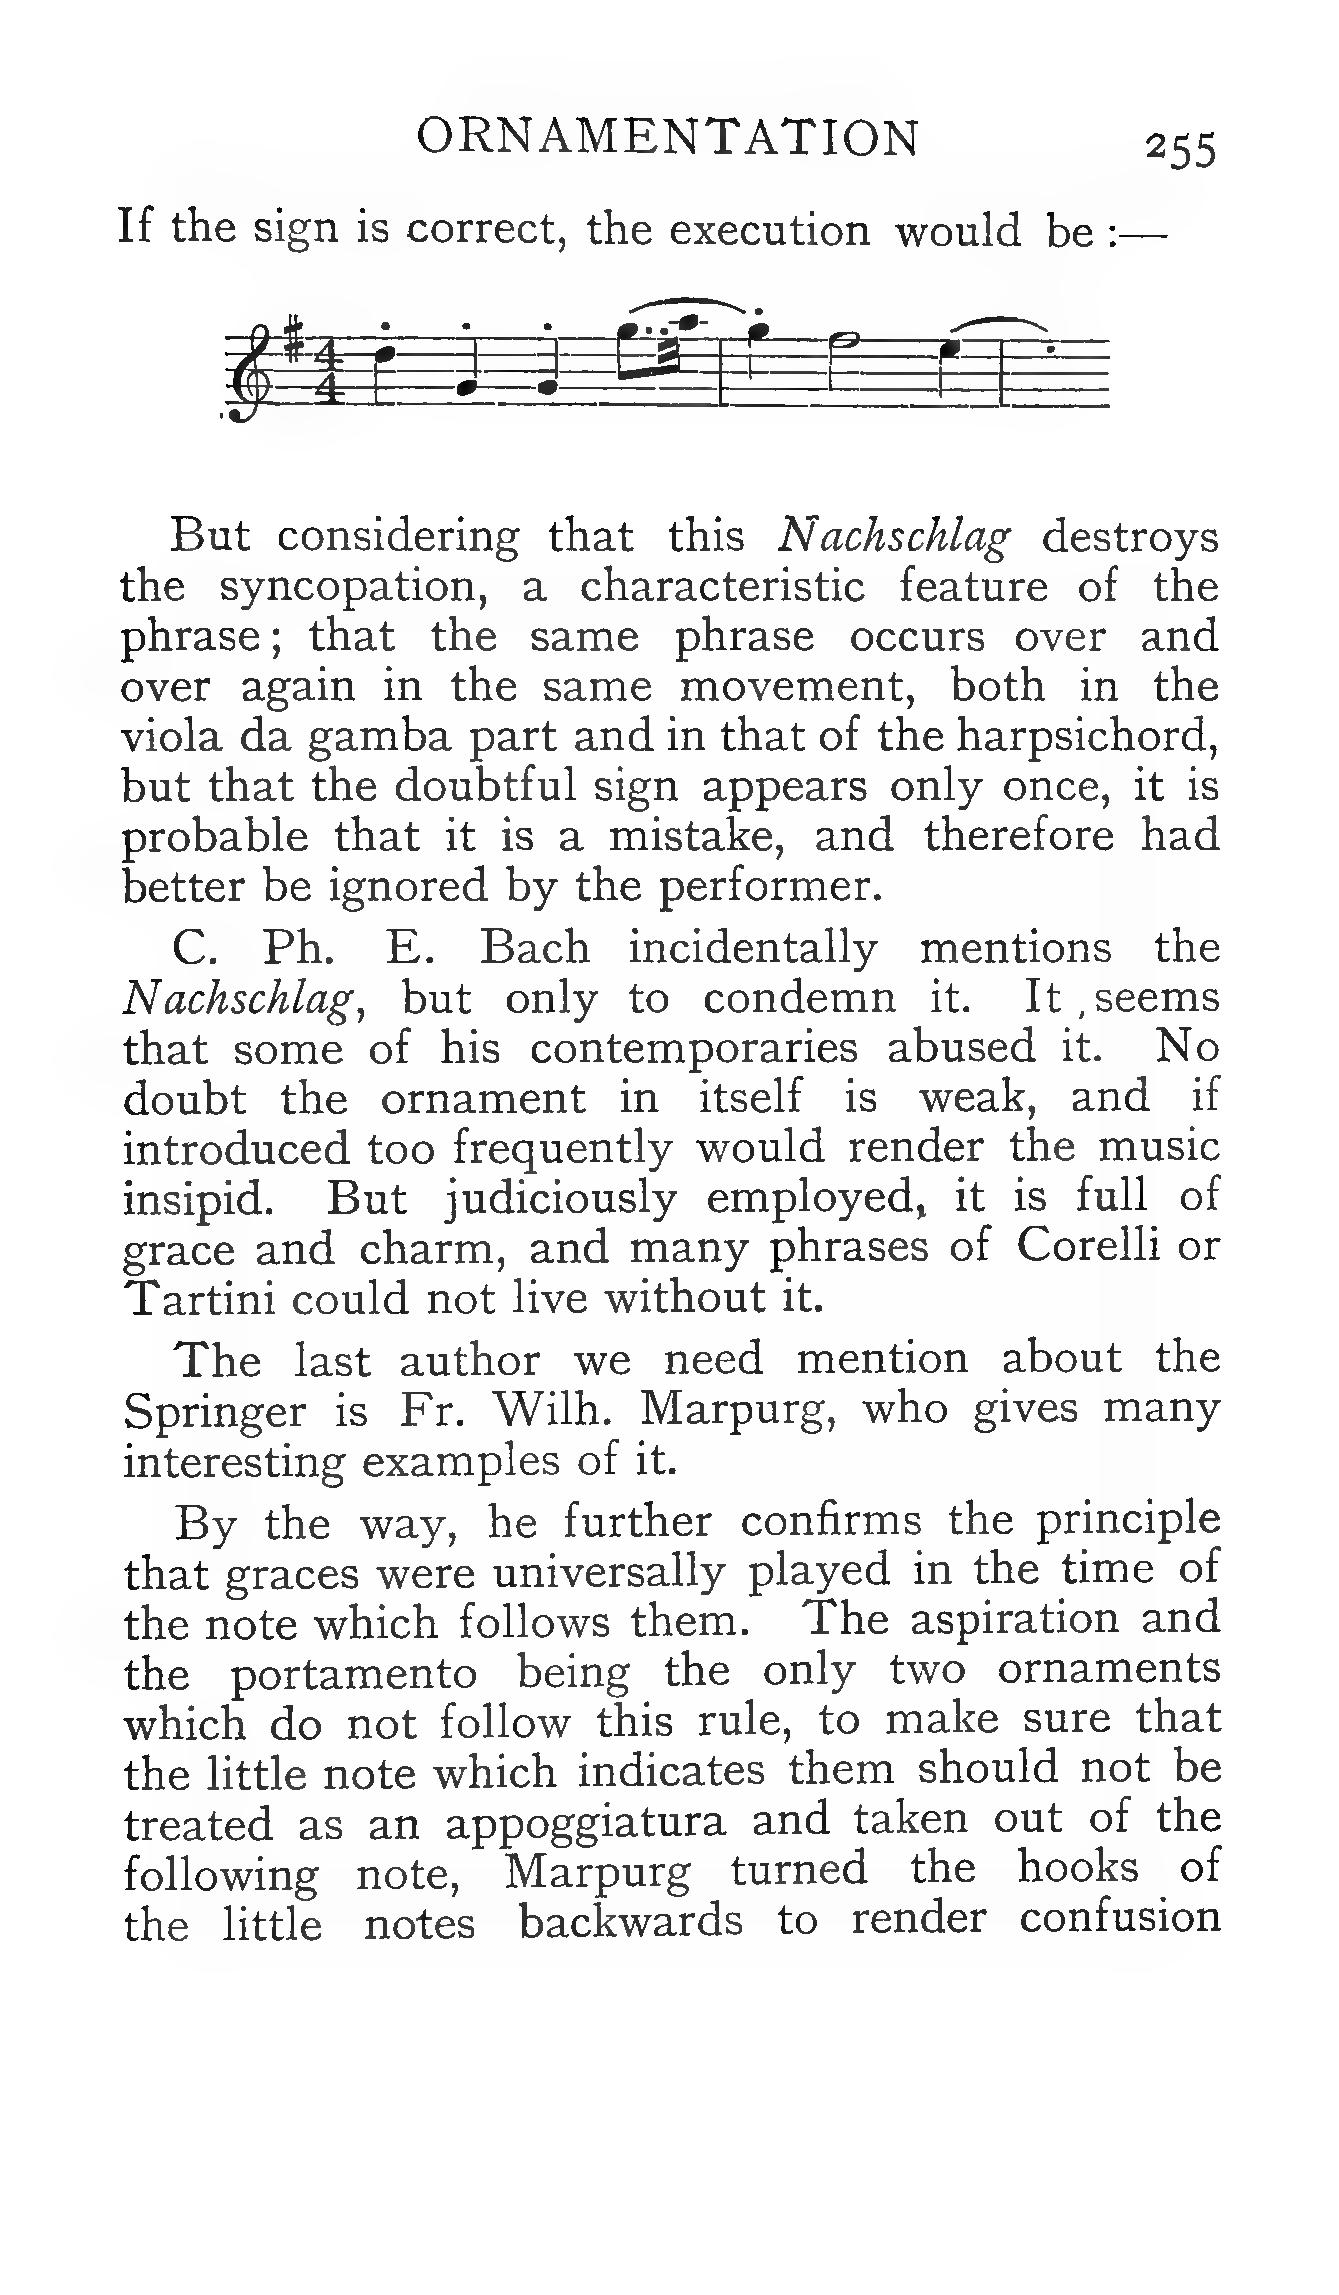 ORNAMENTATION 255
If the sign is correct, the execution would be :—
4
4
But considering that this Nachschlag destroys
the syncopation, a characteristic feature of the
phrase ; that the same phrase occurs over and
over again in the same movement, both in the
viola da gamba part and in that of the harpsichord,
but that the doubtful sign appears only once, it is
probable that it is a mistake, and therefore had
better be ignored by the performer.
C. Ph. E. Bach incidentally mentions the
Nachschlag, but only to condemn it. It seems
that some of his contemporaries abused it. No
doubt the ornament in itself is weak, and if
introduced too frequently would render the music
insipid. But judiciously employed, it is full of
grace and charm, and many phrases of Corelli or
Tartini could not live without it.
The last author we need mention about the
Springer is Fr. Wilh. Marpurg, who gives many
interesting examples of it.
By the way, he further confirms the principle
that graces were universally played in the time of
the note which follows them. The aspiration and
the portamento being the only two ornaments
which do not follow this rule, to make sure that
the little note which indicates them should not be
treated as an appoggiatura and taken out of the
following note, Marpurg turned the hooks of
the little notes backwards to render confusion